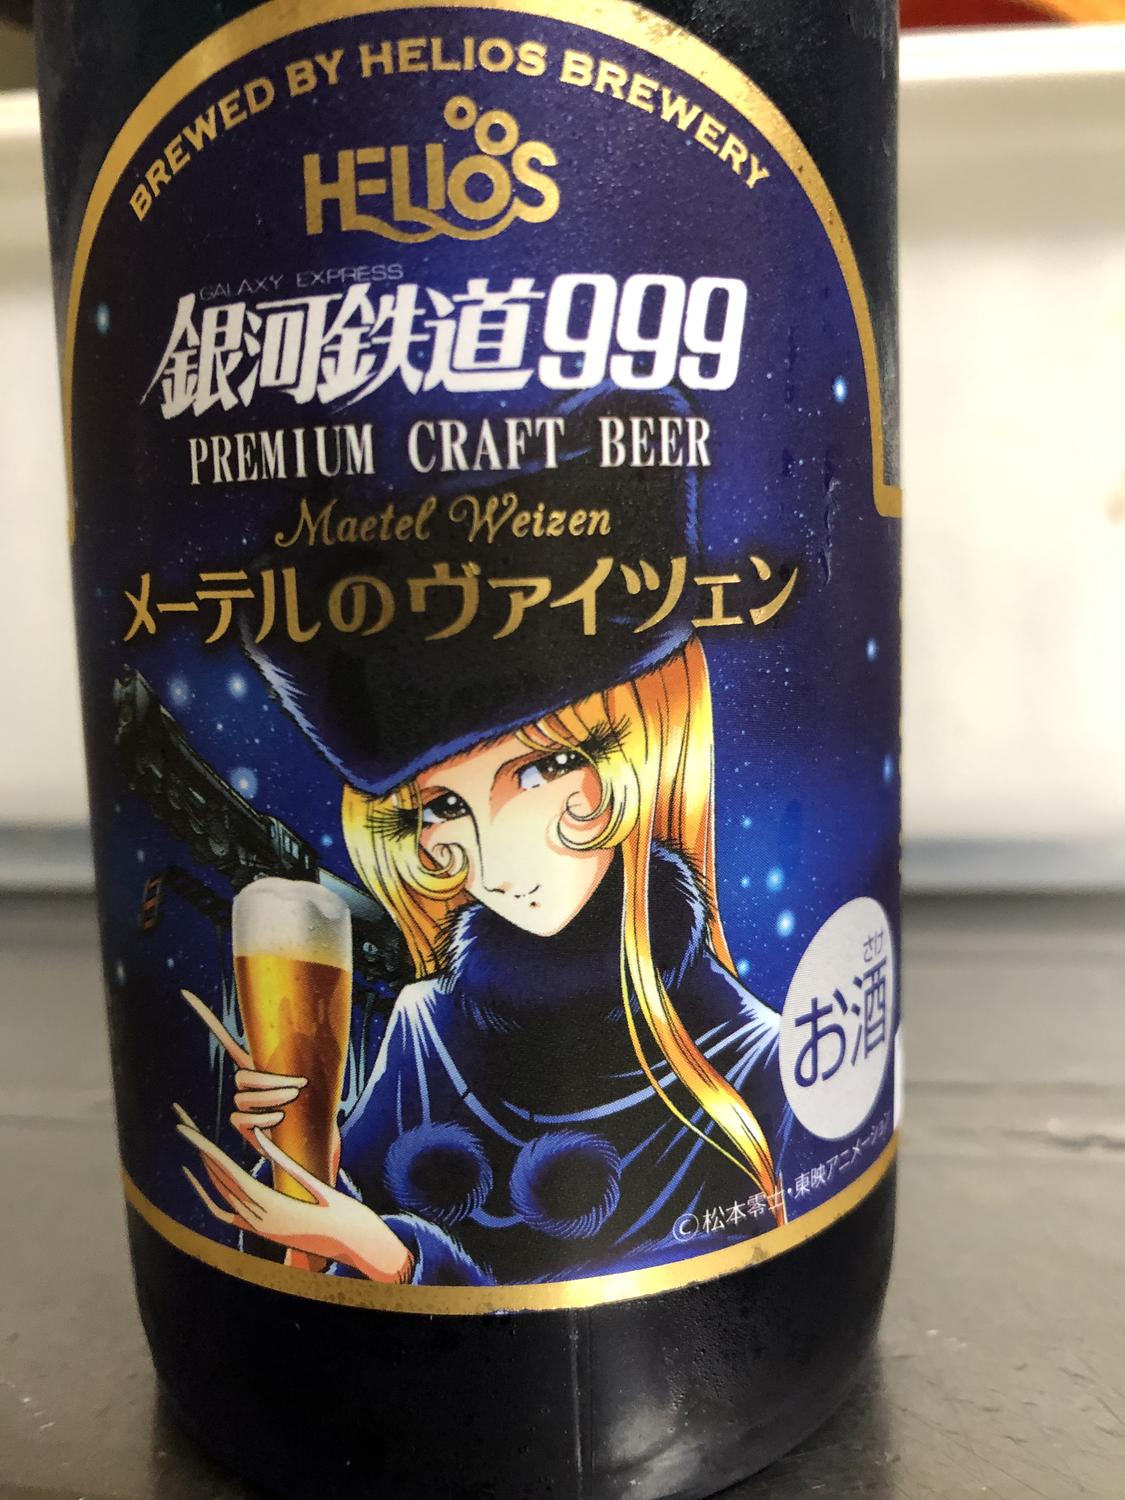 BREWED BY HELIOS BREWERY
HELIOS
GALAXY EXPRESS
銀河鉄道999
PREMIUM CRAFT BEER
Maetel Weizen
メーテルのヴァイツェン
さけ
お酒
©松本零士・東映アニメーション